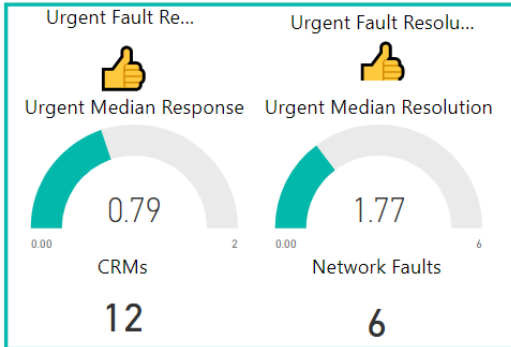 Urgent Fault Re...
Urgent Fault Resolu...
Urgent Median Response
Urgent Median Resolution
0.79
0.00
2
1.77
0.00
6
CRMs
Network Faults
12
6